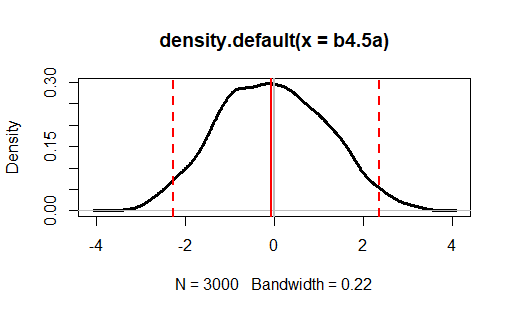 density.default(x = b4.5a)
Density
0.30
0.15
0.00
-4 -2 0 2 4
N = 3000 Bandwidth = 0.22